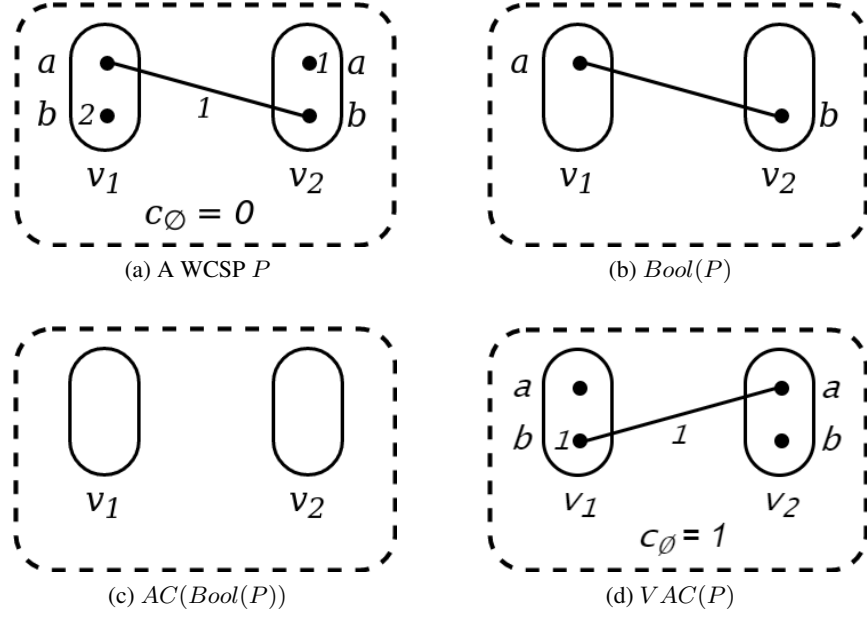 a 1 a
b 2 1 b
v1 v2
c∅ = 0
(a) A WCSP P
a
b
v1 v2
(b) Bool(P)
v1 v2
(c) AC(Bool(P))
a a
b 1 1 b
v1 v2
c∅ = 1
(d) VAC(P)